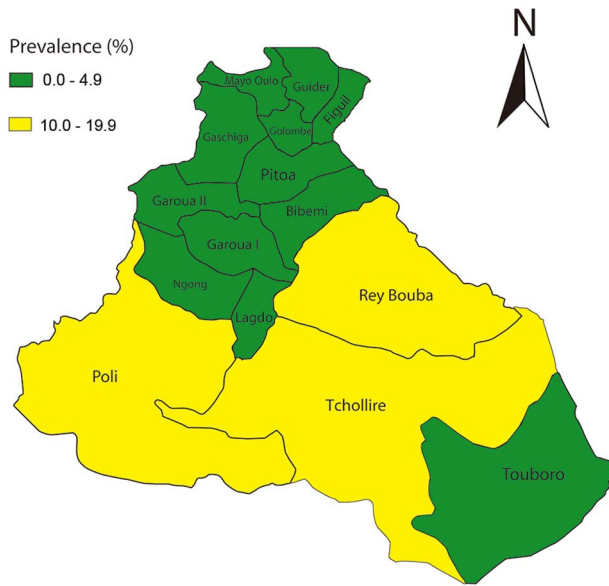 N
Prevalence (%)
0.0 - 4.9
10.0 - 19.9
Mayo Oulo
Guider
Figuil
Golombe
Gaschiga
Pitoa
Garoua II
Bibemi
Garoua I
Ngong
Rey Bouba
Lagdo
Poli
Tchollire
Touboro